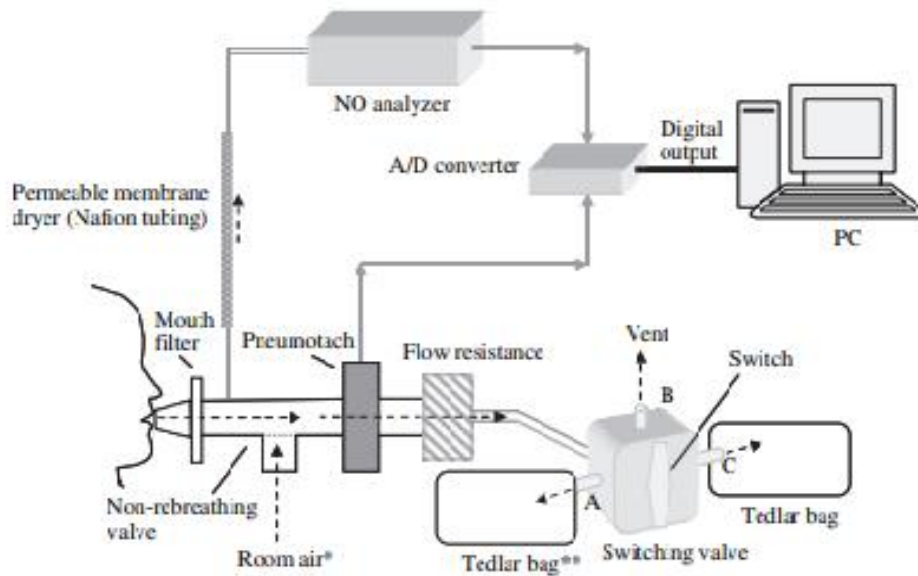 NO analyzer
Digital
output
A/D converter
PC
Permeable membrane
dryer (Nafion tubing)
Mouth
filter
Pneumotach
Flow resistance
Vent
Switch
B
C
A
Non-rebreathing
valve
Room air*
Tedlar bag**
Switching valve
Tedlar bag